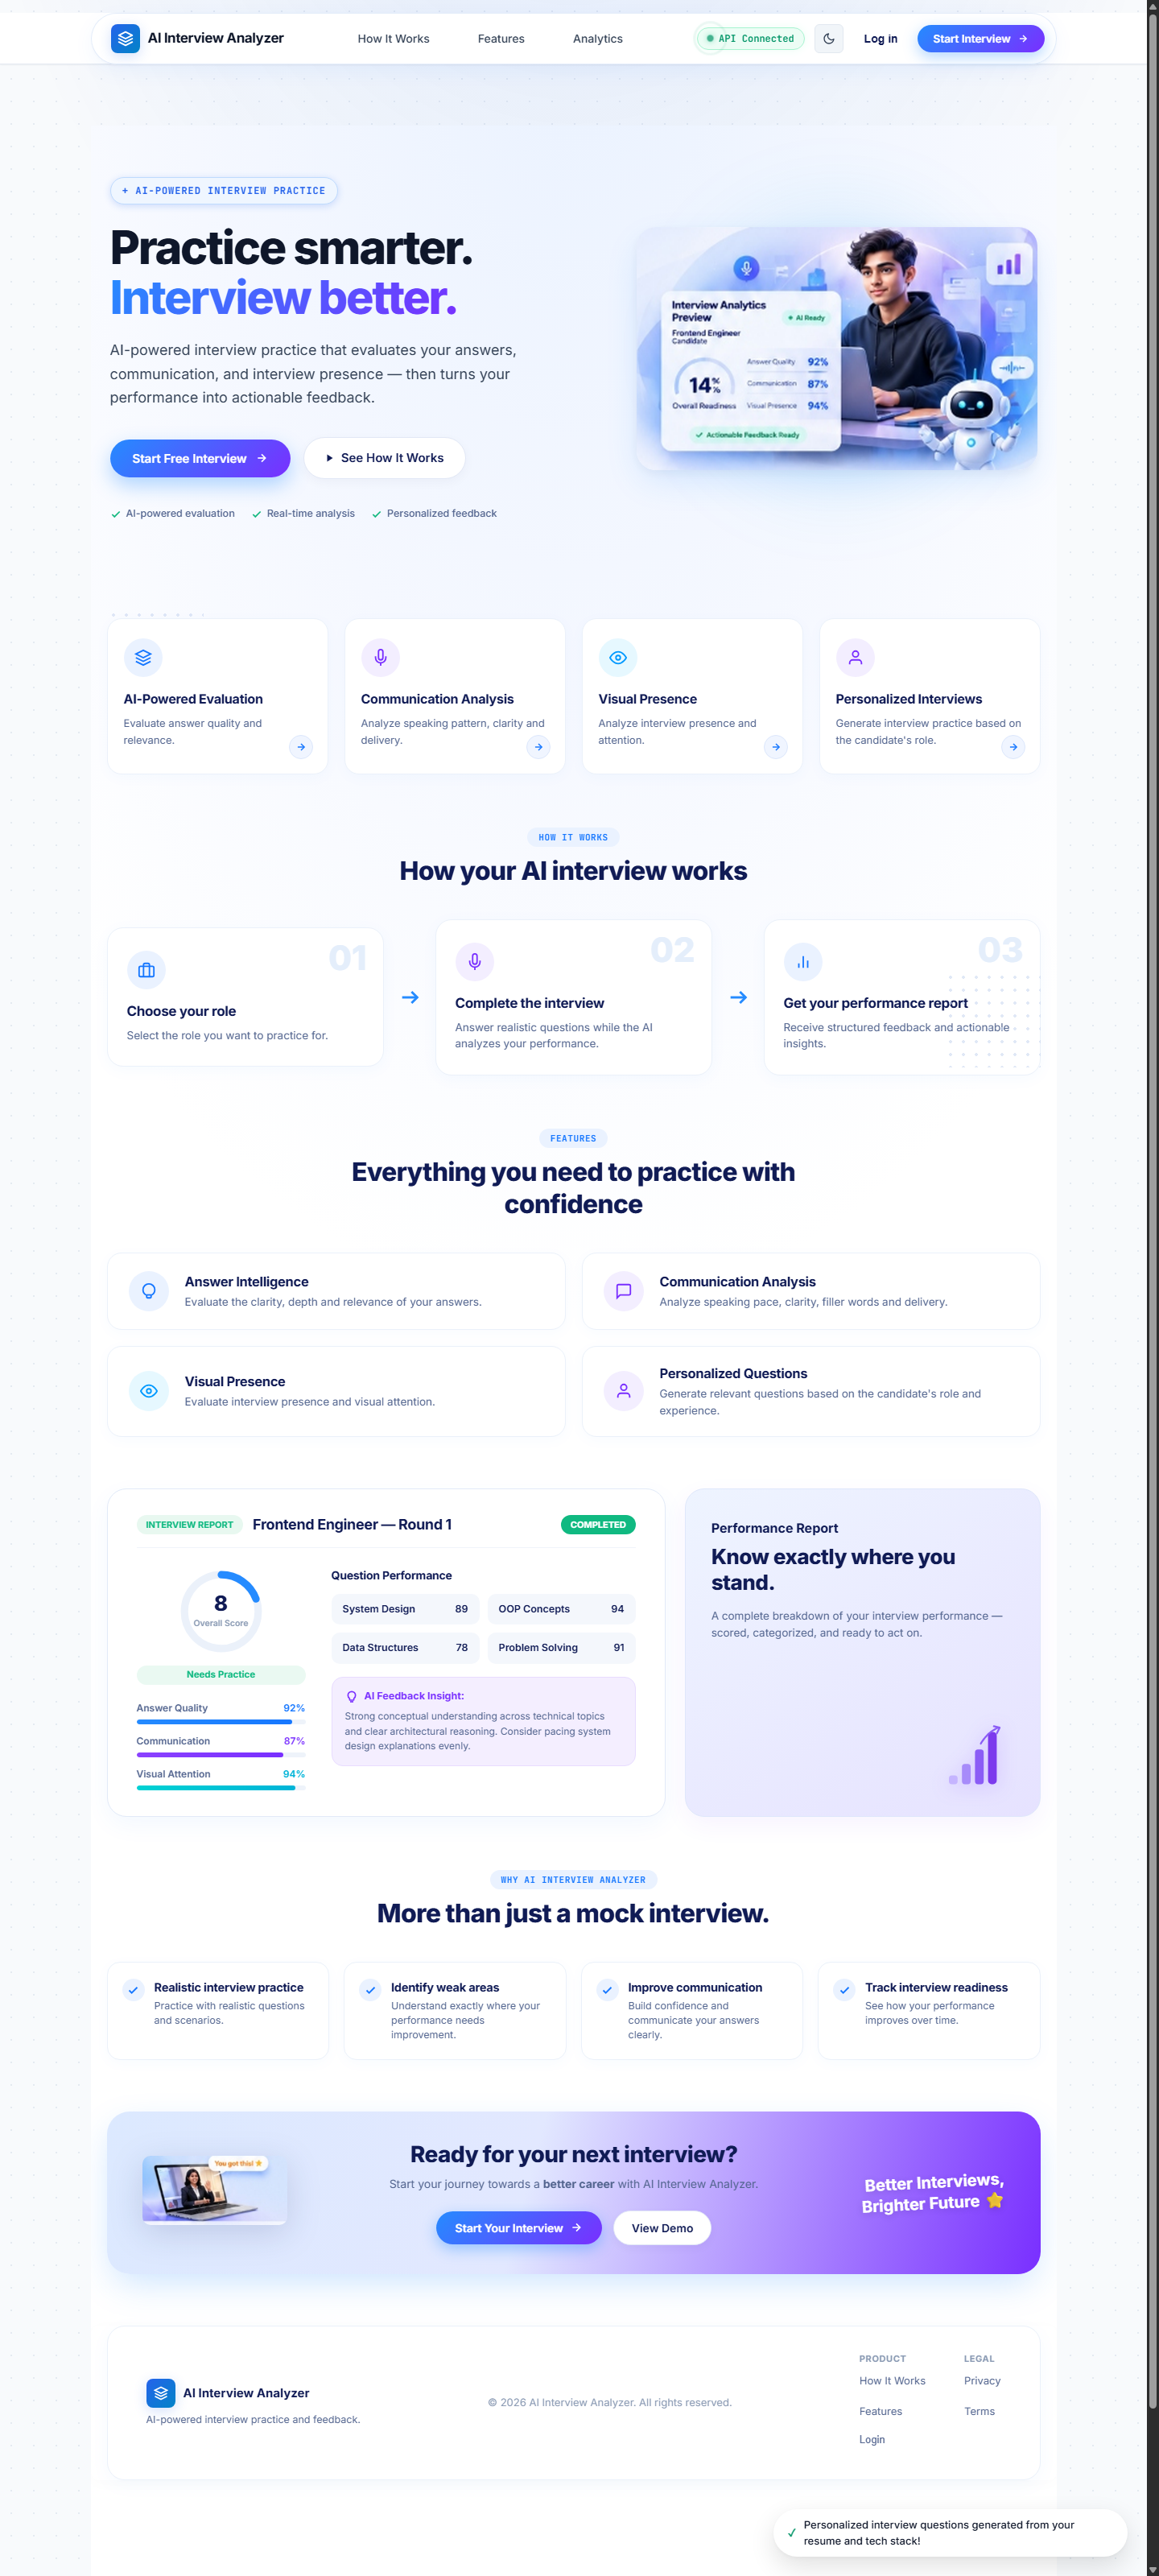 AI Interview Analyzer
How It Works
Features
Analytics
API Connected
Log in
Start Interview
+ AI-POWERED INTERVIEW PRACTICE
Practice smarter.
Interview better.
AI-powered interview practice that evaluates your answers,
communication, and interview presence — then turns your
performance into actionable feedback.
Start Free Interview
See How It Works
AI-powered evaluation
Real-time analysis
Personalized feedback
Interview Analytics
Preview
+ AI Ready
Frontend Engineer
Candidate
14%
%
Overall Readiness
Answer Quality 92%
Communication 87%
Visual Presence 94%
Actionable Feedback Ready
AI-Powered Evaluation
Evaluate answer quality and
relevance.
Communication Analysis
Analyze speaking pattern, clarity and
delivery.
Visual Presence
Analyze interview presence and
attention.
Personalized Interviews
Generate interview practice based on
the candidate's role.
HOW IT WORKS
How your AI interview works
01
Choose your role
Select the role you want to practice for.
02
Complete the interview
Answer realistic questions while the AI
analyzes your performance.
03
Get your performance report
Receive structured feedback and actionable
insights.
FEATURES
Everything you need to practice with
confidence
Answer Intelligence
Evaluate the clarity, depth and relevance of your answers.
Communication Analysis
Analyze speaking pace, clarity, filler words and delivery.
Visual Presence
Evaluate interview presence and visual attention.
Personalized Questions
Generate relevant questions based on the candidate's role and
experience.
INTERVIEW REPORT
Frontend Engineer — Round 1
COMPLETED
8
Overall Score
Needs Practice
Answer Quality 92%
Communication 87%
Visual Attention 94%
Question Performance
System Design 89
OOP Concepts 94
Data Structures 78
Problem Solving 91
AI Feedback Insight:
Strong conceptual understanding across technical topics
and clear architectural reasoning. Consider pacing system
design explanations evenly.
Performance Report
Know exactly where you
stand.
A complete breakdown of your interview performance —
scored, categorized, and ready to act on.
WHY AI INTERVIEW ANALYZER
More than just a mock interview.
Realistic interview practice
Practice with realistic questions
and scenarios.
Identify weak areas
Understand exactly where your
performance needs
improvement.
Improve communication
Build confidence and
communicate your answers
clearly.
Track interview readiness
See how your performance
improves over time.
You got this!
Ready for your next interview?
Start your journey towards a better career with AI Interview Analyzer.
Start Your Interview
View Demo
Better Interviews,
Brighter Future
AI Interview Analyzer
AI-powered interview practice and feedback.
© 2026 AI Interview Analyzer. All rights reserved.
PRODUCT
How It Works
Features
Login
LEGAL
Privacy
Terms
Personalized interview questions generated from your
resume and tech stack!